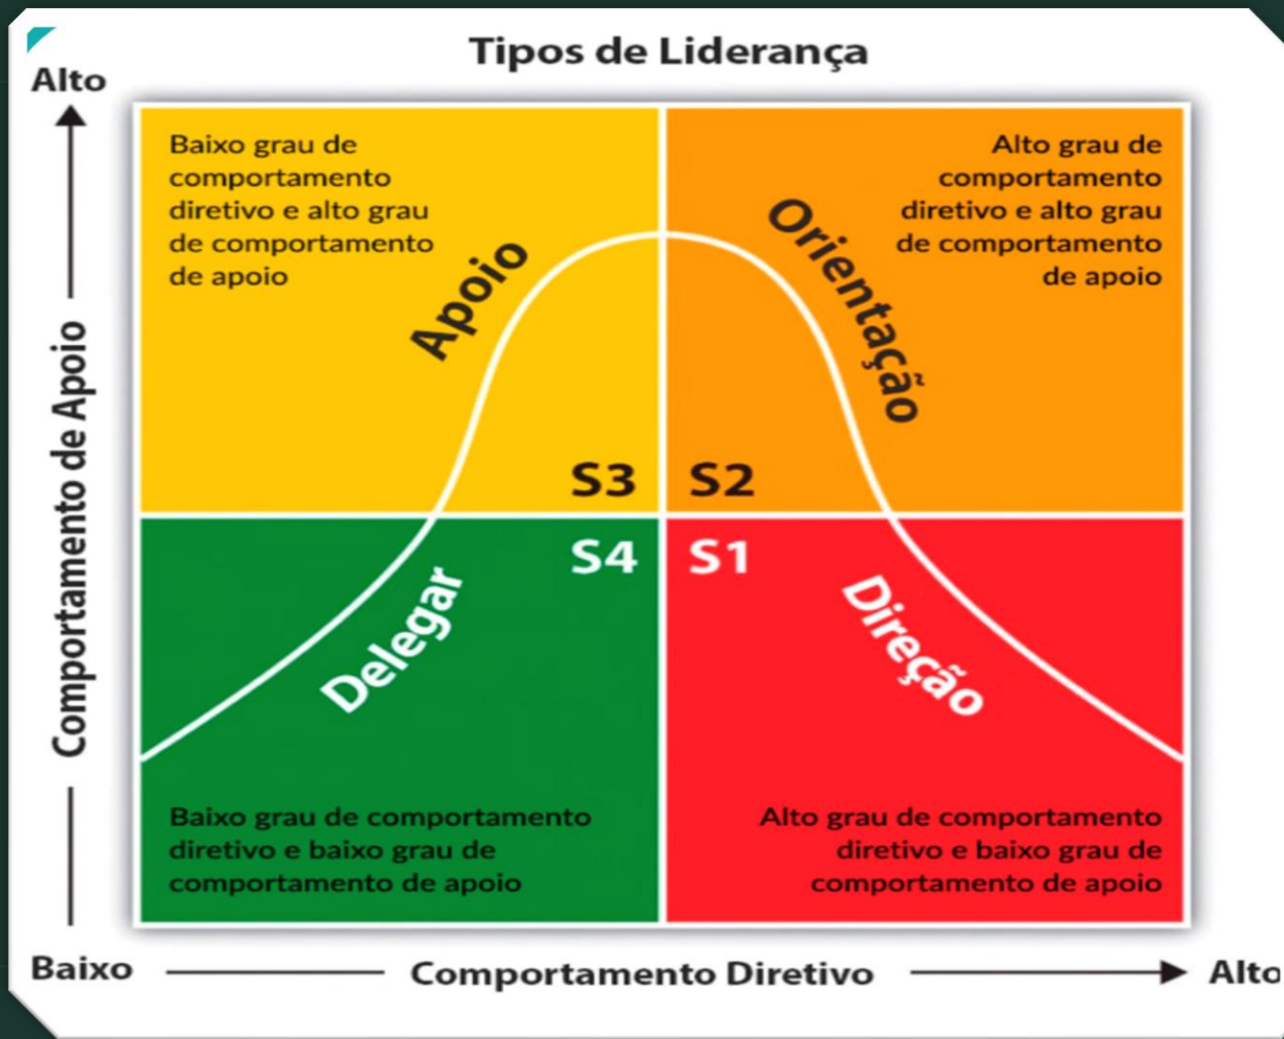 Tipos de Liderança
Alto
Baixo grau de
comportamento
diretivo e alto grau
de comportamento
de apoio
Apoio
S3
Alto grau de
comportamento
diretivo e alto grau
de comportamento
de apoio
Orientação
S2
Comportamento de Apoio
S4
Delegar
Baixo grau de comportamento
diretivo e baixo grau de
comportamento de apoio
S1
Direção
Alto grau de comportamento
diretivo e baixo grau de
comportamento de apoio
Baixo
Comportamento Diretivo
Alto